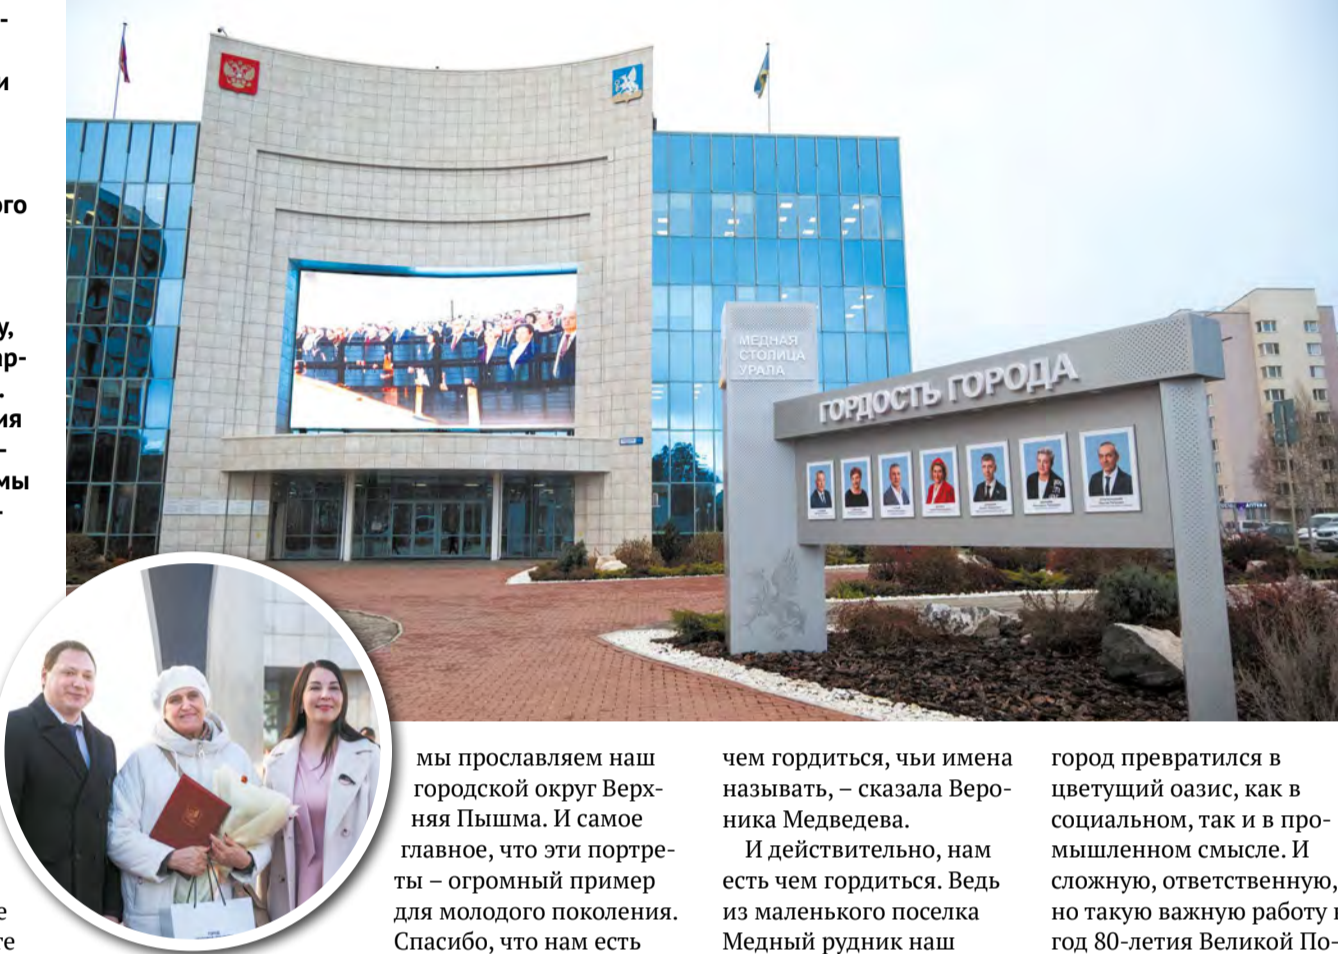 МЕДНАЯ
СТОЛИЦА
УРАЛА
ГОРДОСТЬ ГОРОДА
АПТЕКА
мы прославляем наш
городской округ Верх-
няя Пышма. И самое
главное, что эти портре-
ты – огромный пример
для молодого поколения.
Спасибо, что нам есть
чем гордиться, чьи имена
называть, – сказала Веро-
ника Медведева.
И действительно, нам
есть чем гордиться. Ведь
из маленького поселка
Медный рудник наш
город превратился в
цветущий оазис, как в
социальном, так и в про-
мышленном смысле. И
сложную, ответственную,
но такую важную работу
год 80-летия Великой По-